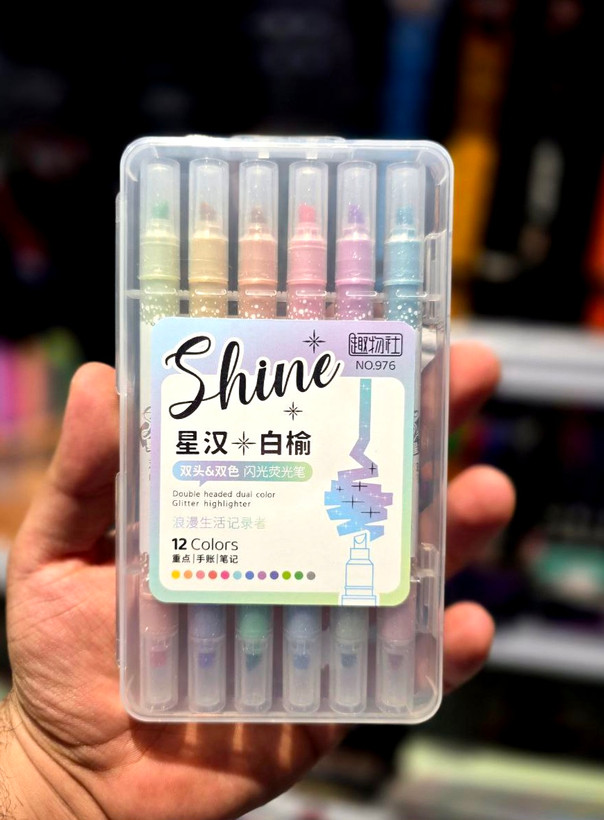 Shine
趣物社
NO.976
星汉白榆
双头&双色 闪光荧光笔
Double headed dual color
Glitter highlighter
浪漫生活记录者
12 Colors
重点|手账|笔记